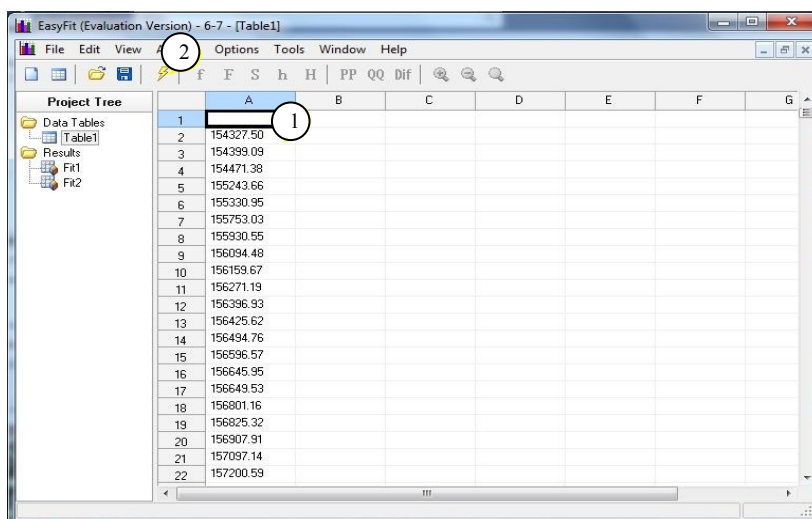 EasyFit (Evaluation Version) - 6-7 - [Table1]
File Edit View A 2 Options Tools Window Help
f F S h H PP QQ Dif
Project Tree
Data Tables
Table1
Results
Fit1
Fit2
A B C D E F G
1 1
2 154327.50
3 154399.09
4 154471.38
5 155243.66
6 155330.95
7 155753.03
8 155930.55
9 156094.48
10 156159.67
11 156271.19
12 156396.93
13 156425.62
14 156494.76
15 156596.57
16 156645.95
17 156649.53
18 156801.16
19 156825.32
20 156907.91
21 157097.14
22 157200.59